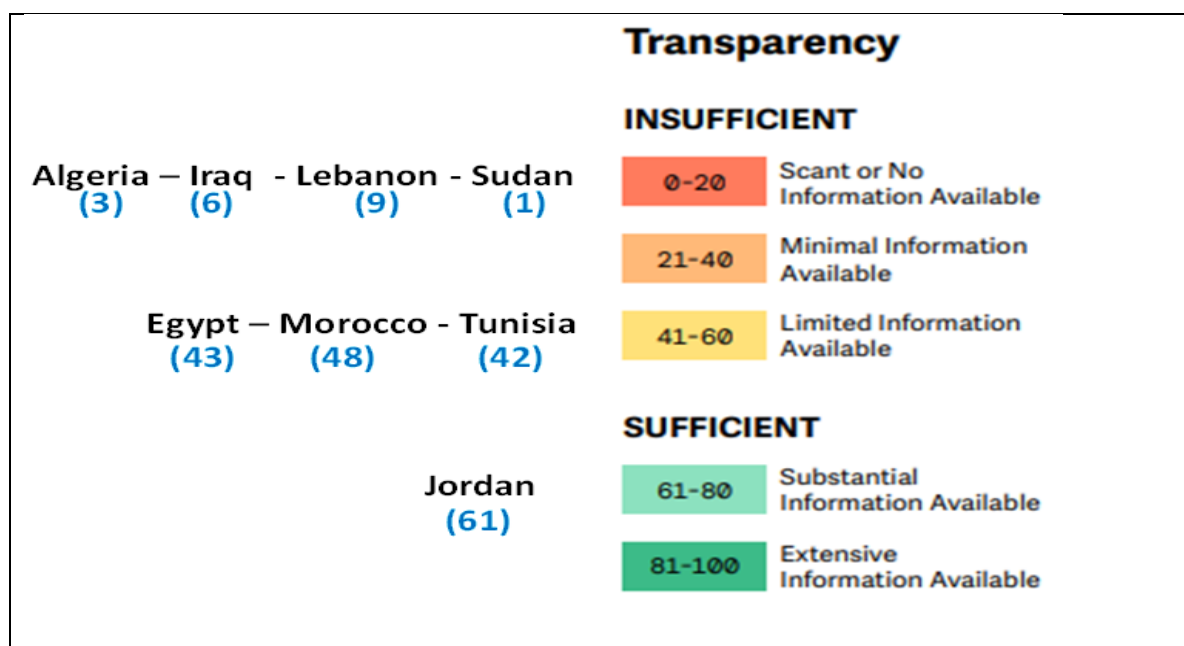 Transparency
INSUFFICIENT
Algeria – Iraq - Lebanon - Sudan
(3) (6) (9) (1)
0-20 Scant or No
Information Available
21-40 Minimal Information
Available
Egypt – Morocco - Tunisia
(43) (48) (42)
41-60 Limited Information
Available
SUFFICIENT
Jordan
(61)
61-80 Substantial
Information Available
81-100 Extensive
Information Available